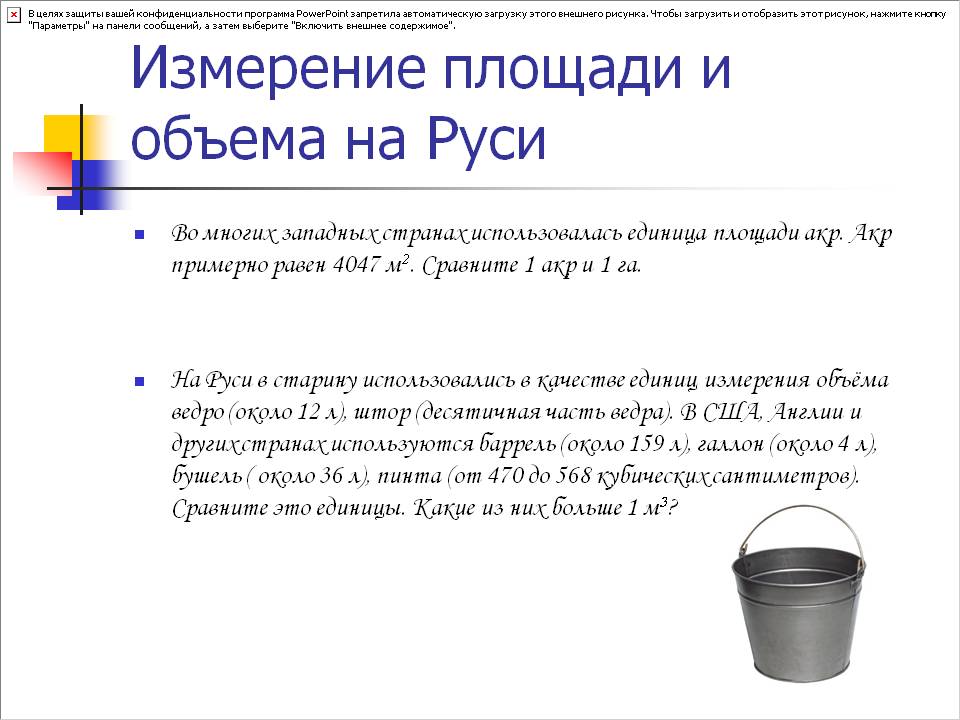 В целях защиты вашей конфиденциальности программа PowerPoint запретила автоматическую загрузку этого внешнего рисунка. Чтобы загрузить и отобразить этот рисунок, нажмите кнопку
"Параметры" на панели сообщений, а затем выберите "Включить внешнее содержимое".
Измерение площади и
объема на Руси
Во многих западных странах использовалась единица площади акр. Акр
примерно равен 4047 м². Сравните 1 акр и 1 га.
На Руси в старину использовались в качестве единиц измерения объёма
ведро (около 12 л), штор (десятичная часть ведра). В США, Англии и
других странах используются баррель (около 159 л), галлон (около 4 л),
бушель ( около 36 л), пинта (от 470 до 568 кубических сантиметров).
Сравните это единицы. Какие из них больше 1 м³?